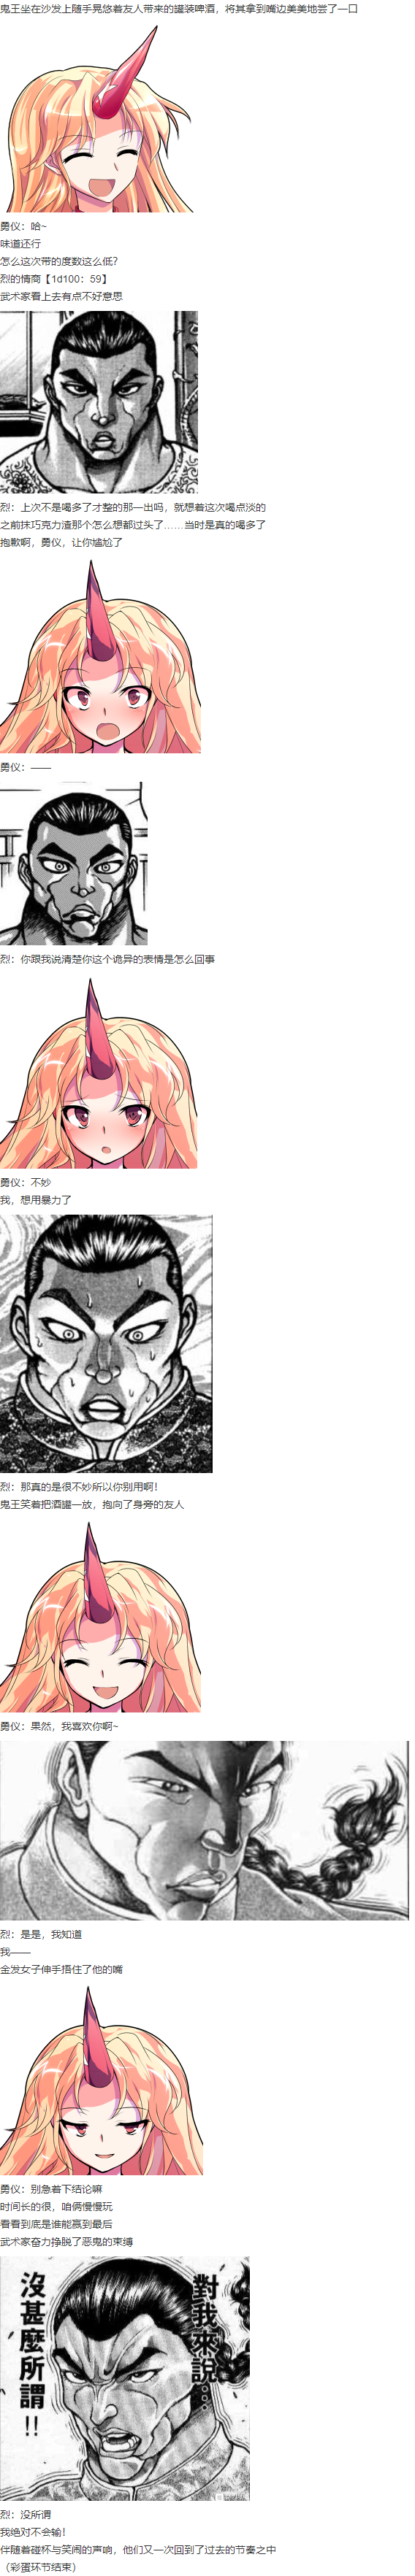 鬼王坐在沙发上随手晃悠着友人带来的罐装啤酒，将其拿到嘴边美美地尝了一口
勇仪：哈~
味道还行
怎么这次带的度数这么低？
烈的情商【1d100：59】
武术家看上去有点不好意思
烈：上次不是喝多了才整的那一出吗，就想着这次喝点淡的
之前抹巧克力渣那个怎么想都过头了……当时是真的喝多了
抱歉啊，勇仪，让你尴尬了
勇仪：——
烈：你跟我说清楚你这个诡异的表情是怎么回事
勇仪：不妙
我，想用暴力了
烈：那真的是很不妙所以你别用啊！
鬼王笑着把酒罐一放，抱向了身旁的友人
勇仪：果然，我喜欢你啊~
烈：是是，我知道
我——
金发女子伸手捂住了他的嘴
勇仪：别急着下结论嘛
时间长的很，咱俩慢慢玩
看看到底是谁能赢到最后
武术家奋力挣脱了恶鬼的束缚
對我來說…
沒甚麼所謂!!
烈：没所谓
我绝对不会输！
伴随着碰杯与笑闹的声响，他们又一次回到了过去的节奏之中
（彩蛋环节结束）